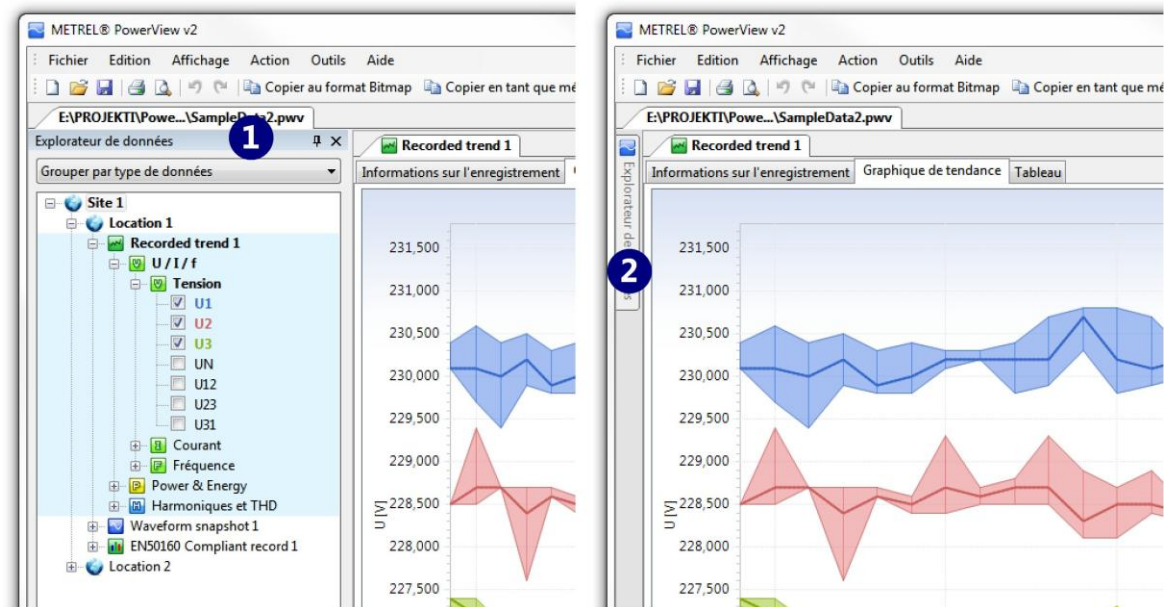 METREL® PowerView v2
Fichier Edition Affichage Action Outils Aide
Copier au format Bitmap Copier en tant que mé
E:\PROJEKTI\Powe...\SampleData2.pwv
1
Explorateur de données
Grouper par type de données
Site 1
Location 1
Recorded trend 1
U / I / f
Tension
U1
U2
U3
UN
U12
U23
U31
Courant
Fréquence
Power & Energy
Harmoniques et THD
Waveform snapshot 1
EN50160 Compliant record 1
Location 2
Recorded trend 1
Informations sur l'enregistrement
231,500
231,000
230,500
230,000
229,500
229,000
228,500
228,000
227,500
U [V]
METREL® PowerView v2
Fichier Edition Affichage Action Outils Aide
Copier au format Bitmap Copier en tant que mé
E:\PROJEKTI\Powe...\SampleData2.pwv
Explorateur de
2
Recorded trend 1
Informations sur l'enregistrement Graphique de tendance Tableau
231,500
231,000
230,500
230,000
229,500
229,000
228,500
228,000
227,500
U [V]